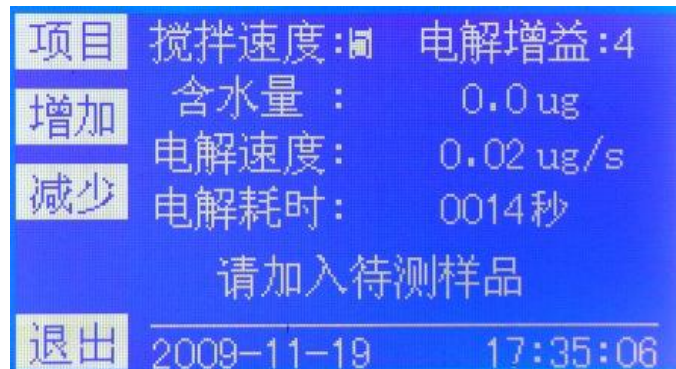 项目 搅拌速度: 电解增益:4
增加 含水量 : 0.0ug
电解速度: 0.02ug/s
减少 电解耗时: 0014秒
请加入待测样品
退出 2009-11-19 17:35:06